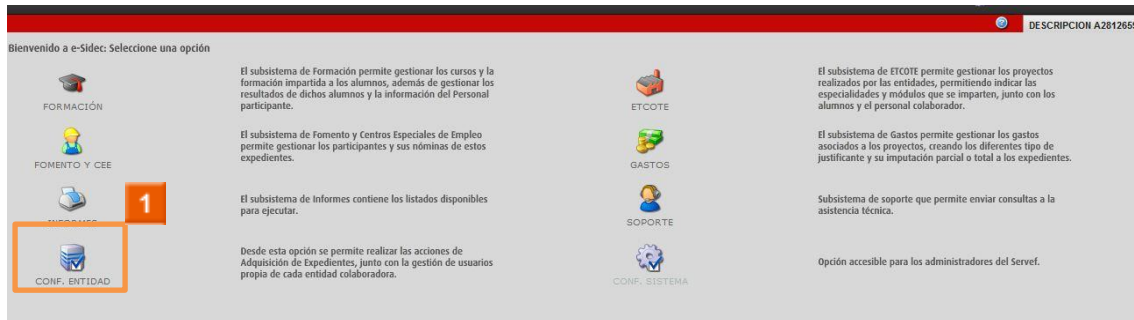 DESCRIPCION A2812655
Bienvenido a e-Sidec: Seleccione una opción
FORMACIÓN
El subsistema de Formación permite gestionar los cursos y la
formación impartida a los alumnos, además de gestionar los
resultados de dichos alumnos y la información del Personal
participante.
ETCOTE
El subsistema de ETCOTE permite gestionar los proyectos
realizados por las entidades, permitiendo indicar las
especialidades y módulos que se imparten, junto con los
alumnos y el personal colaborador.
FOMENTO Y CEE
El subsistema de Fomento y Centros Especiales de Empleo
permite gestionar los participantes y sus nóminas de estos
expedientes.
GASTOS
El subsistema de Gastos permite gestionar los gastos
asociados a los proyectos, creando los diferentes tipo de
justificante y su imputación parcial o total a los expedientes.
1
INFORMES
El subsistema de Informes contiene los listados disponibles
para ejecutar.
SOPORTE
Subsistema de soporte que permite enviar consultas a la
asistencia técnica.
CONF. ENTIDAD
Desde esta opción se permite realizar las acciones de
Adquisición de Expedientes, junto con la gestión de usuarios
propia de cada entidad colaboradora.
CONF. SISTEMA
Opción accesible para los administradores del Servef.